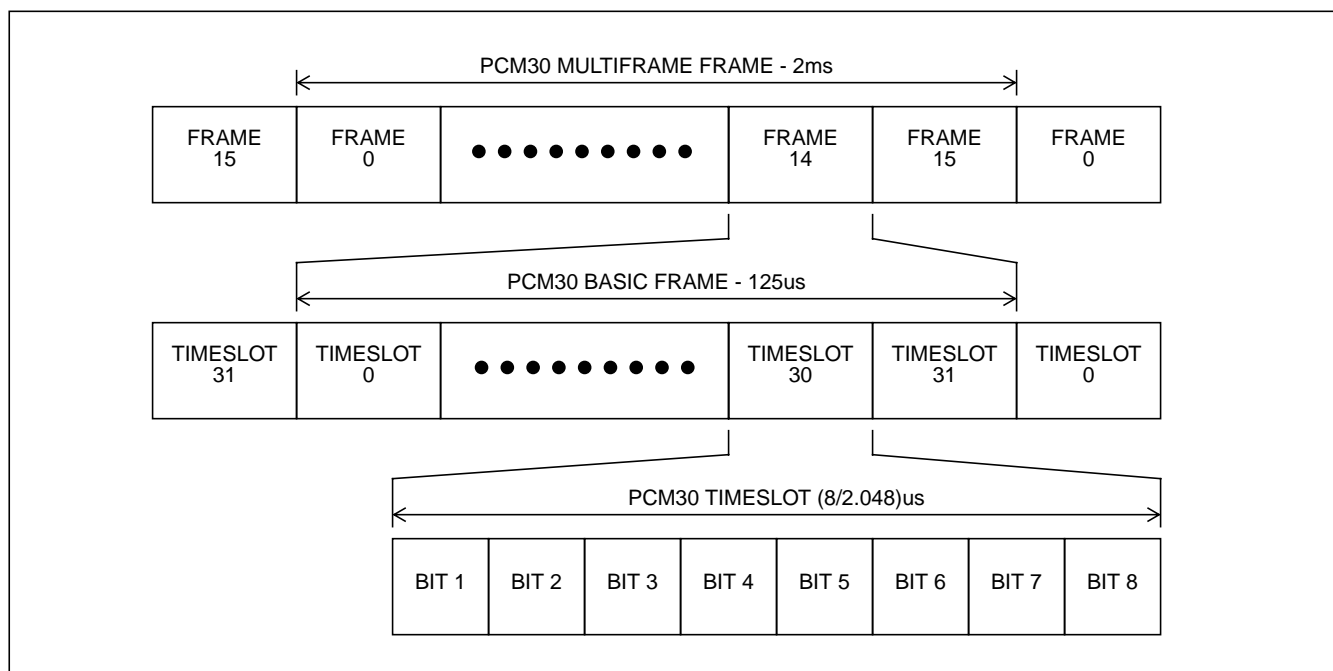 PCM30 MULTIFRAME FRAME - 2ms
FRAME 15
FRAME 0
FRAME 14
FRAME 15
FRAME 0
PCM30 BASIC FRAME - 125us
TIMESLOT 31
TIMESLOT 0
TIMESLOT 30
TIMESLOT 31
TIMESLOT 0
PCM30 TIMESLOT (8/2.048)us
BIT 1
BIT 2
BIT 3
BIT 4
BIT 5
BIT 6
BIT 7
BIT 8